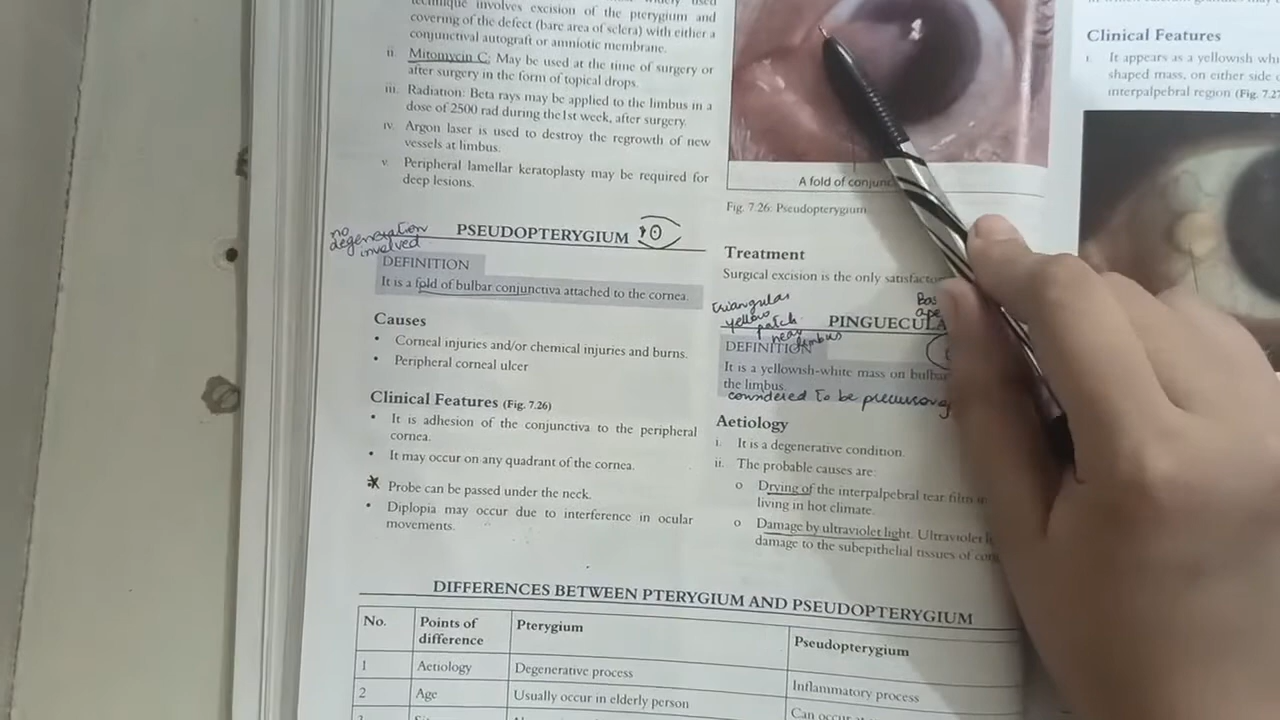 technique involves excision of the pterygium and
covering of the defect (bare area of sclera) with either a
conjunctival autograft or amniotic membrane.
ii. Mitomycin C: May be used at the time of surgery or
after surgery in the form of topical drops.
iii. Radiation: Beta rays may be applied to the limbus in a
dose of 2500 rad during the 1st week, after surgery.
iv. Argon laser is used to destroy the regrowth of new
vessels at limbus.
v. Peripheral lamellar keratoplasty may be required for
deep lesions.
no
degeneration
involved
PSEUDOPTERYGIUM
DEFINITION
It is a fold of bulbar conjunctiva attached to the cornea.
Causes
• Corneal injuries and/or chemical injuries and burns.
• Peripheral corneal ulcer
Clinical Features (Fig. 7.26)
• It is adhesion of the conjunctiva to the peripheral
cornea.
• It may occur on any quadrant of the cornea.
* Probe can be passed under the neck.
• Diplopia may occur due to interference in ocular
movements.
A fold of conjunc
Fig. 7.26: Pseudopterygium
Treatment
Surgical excision is the only
triangular
yellow
patch
near
limbus
PINGUECULA
DEFINITION
It is a yellowish-white mass on bulbar
the limbus.
considered to be
Aetiology
i. It is a degenerative condition.
ii. The probable causes are:
o Drying of the interpalpebral tear film
living in hot climate.
o Damage by ultraviolet light. Ultraviolet
damage to the subepithelial tissues of
Clinical Features
i. It appears as a yellowish
shaped mass, on either side
interpalpebral region (Fig. 7.27
DIFFERENCES BETWEEN PTERYGIUM AND PSEUDOPTERYGIUM
No. Points of difference Pterygium Pseudopterygium
1 Aetiology Degenerative process Inflammatory process
2 Age Usually occur in elderly person Can occur